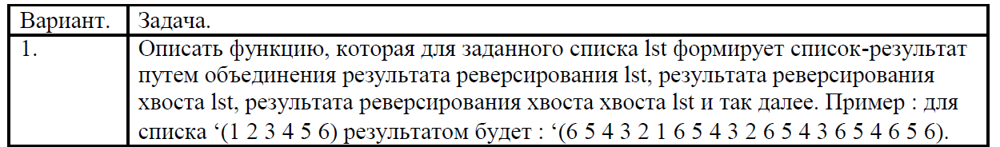 Вариант. Задача.
1. Описать функцию, которая для заданного списка lst формирует список-результат
путем объединения результата реверсирования lst, результата реверсирования
хвоста lst, результата реверсирования хвоста хвоста lst и так далее. Пример : для
списка ‘(1 2 3 4 5 6) результатом будет : ‘(6 5 4 3 2 1 6 5 4 3 2 6 5 4 3 6 5 4 6 5 6).